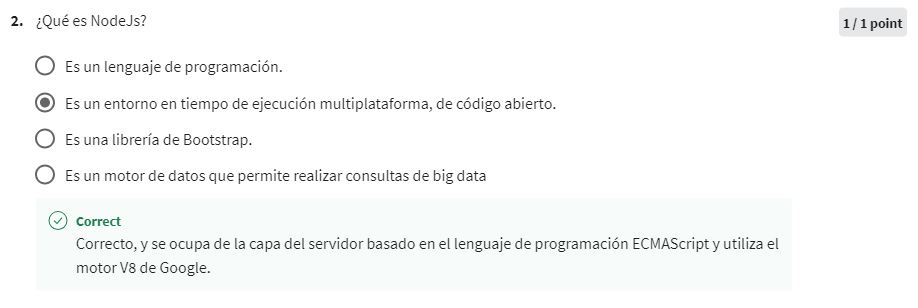 2. ¿Qué es NodeJs?
1 / 1 point
Es un lenguaje de programación.
Es un entorno en tiempo de ejecución multiplataforma, de código abierto.
Es una librería de Bootstrap.
Es un motor de datos que permite realizar consultas de big data
Correct
Correcto, y se ocupa de la capa del servidor basado en el lenguaje de programación ECMAScript y utiliza el
motor V8 de Google.